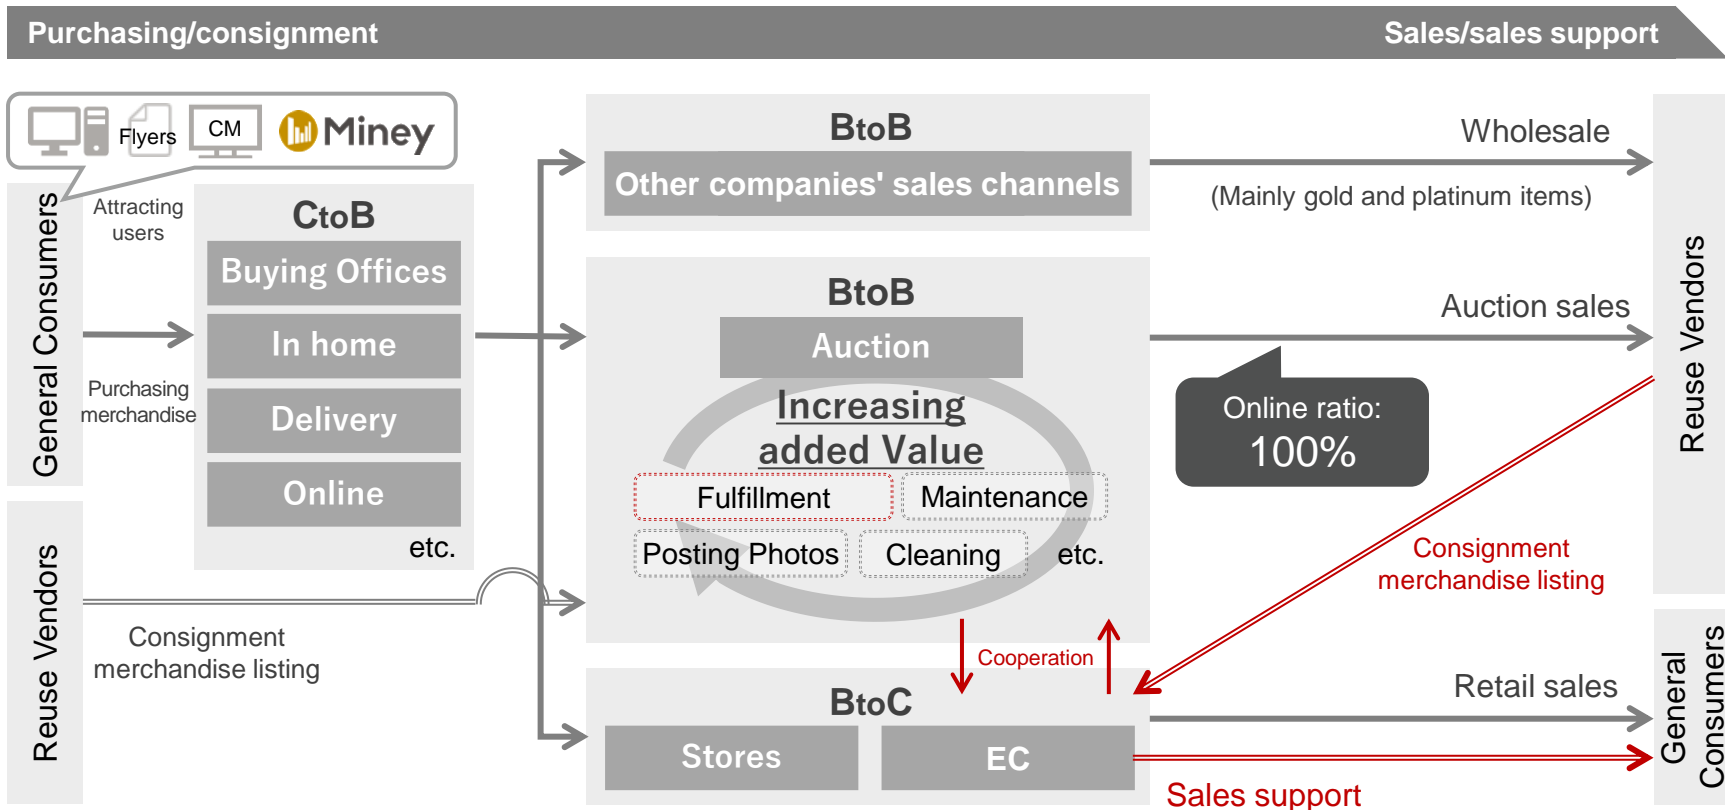 Purchasing/consignment
Sales/sales support
Flyers
CM
Miney
General Consumers
Attracting
users
Purchasing
merchandise
CtoB
Buying Offices
In home
Delivery
Online
etc.
Reuse Vendors
Consignment
merchandise listing
BtoB
Other companies' sales channels
BtoB
Auction
Increasing
added Value
Fulfillment
Maintenance
Posting Photos
Cleaning
etc.
Cooperation
BtoC
Stores
EC
Wholesale
(Mainly gold and platinum items)
Auction sales
Online ratio:
100%
Consignment
merchandise listing
Retail sales
Sales support
Reuse Vendors
General
Consumers